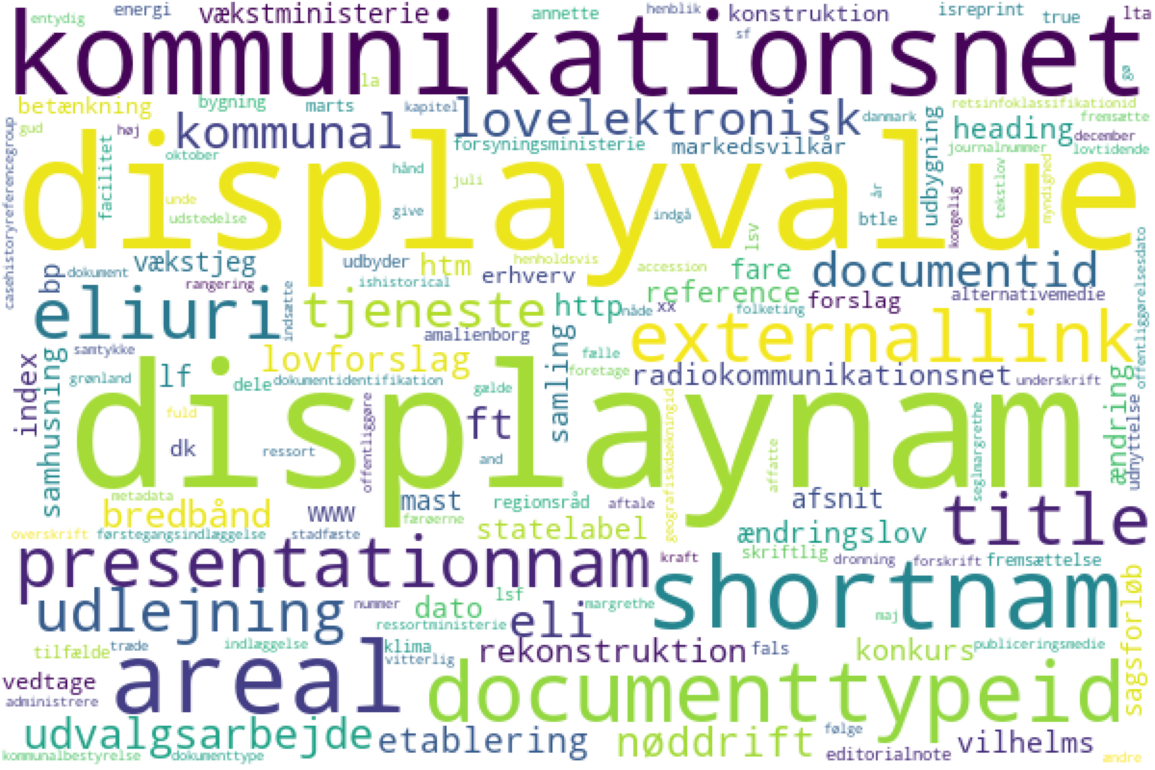 entydig energi vækstministerie annette henblik konstruktion isreprint true lta
kommunikationsnet
sf
la
gø
betænkning bygning marts kapitel lovelektronisk danmark retsinfoklassifikationid
gud høj kommunal fremsætte
heading
forsyningsministerie markedsvilkår journalnummer december lovtidende
casehistoryreferencegroup
displayvalue
facilitet
oktober
hånd
juli
unde
udstedelse
give
indgå
år
btle
udbygning
kongelig
tekstlov
myndighed
lsv
offentliggørelsesdato
bp dokument vækstjeg udbyder htm henholdsvis accession fare documentid
rangering ishistorical erhverv
reference forslag alternativemedie
eliuri indsætte tjeneste http nåde xx folketing
amalienborg externallink
index samtykke lovforslag fælle
samhusning grønland lf dele dokumentidentifikation gælde samling foretage radiokommunikationsnet underskrift
displaynam
fuld
ft
dk
ressort
offentliggøre
and
geografiskdaekningid
affatte
seglmargrethe
ændring
udnyttelse
metadata mast regionsråd aftale afsnit
bredbånd www færøerne statelabel ændringslov title
overskrift førstegangsindlæggelse stadfæste
presentationnam kraft skriftlig dronning forskrift fremsættelse
shortnam
udlejning nummer dato lsf eli margrethe maj sagsforløb
ressortministerie
tilfælde træde indlæggelse klima rekonstruktion fals konkurs publiceringsmedie
vitterlig
vedtage areal documenttypeid
administrere
udvalgsarbejde etablering nøddrift følge vilhelms
editorialnote
kommunalbestyrelse dokumenttype ændre